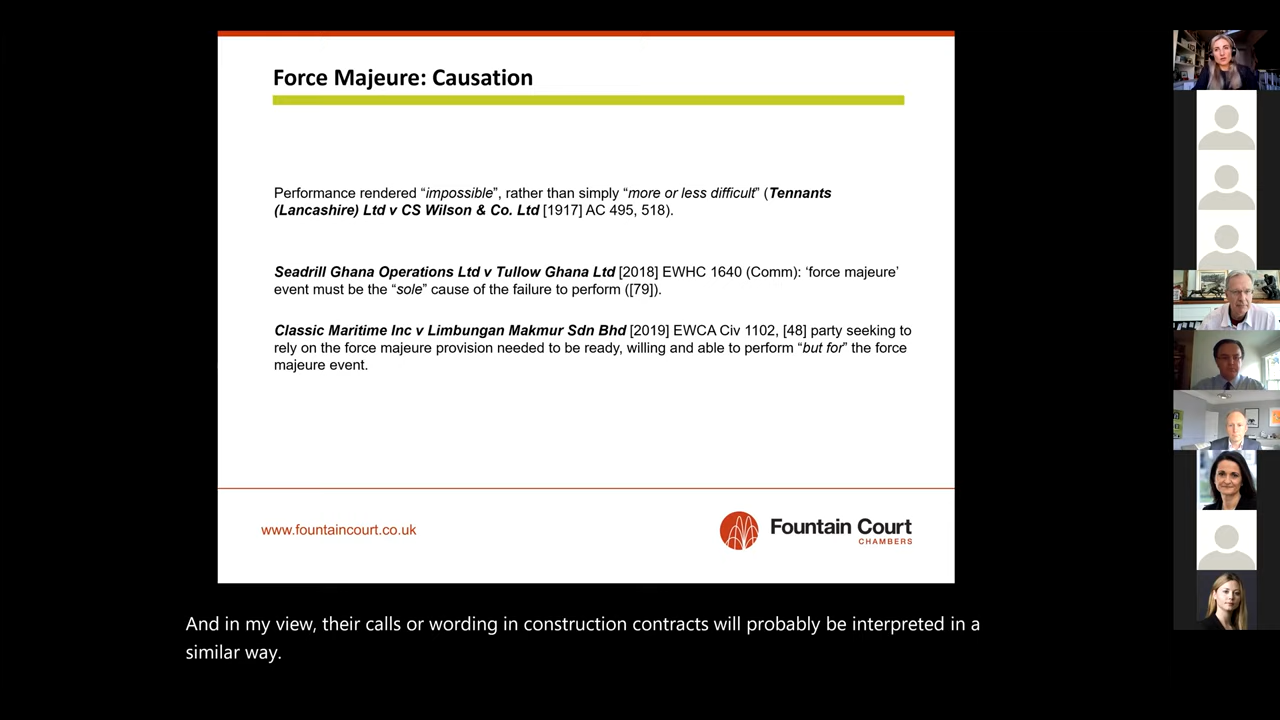 Force Majeure: Causation
Performance rendered “impossible”, rather than simply “more or less difficult” (Tennants
(Lancashire) Ltd v CS Wilson & Co. Ltd [1917] AC 495, 518).
Seadrill Ghana Operations Ltd v Tullow Ghana Ltd [2018] EWHC 1640 (Comm): ‘force majeure’
event must be the “sole” cause of the failure to perform ([79]).
Classic Maritime Inc v Limbungan Makmur Sdn Bhd [2019] EWCA Civ 1102, [48] party seeking to
rely on the force majeure provision needed to be ready, willing and able to perform “but for” the force
majeure event.
www.fountaincourt.co.uk
Fountain Court
CHAMBERS
And in my view, their calls or wording in construction contracts will probably be interpreted in a
similar way.